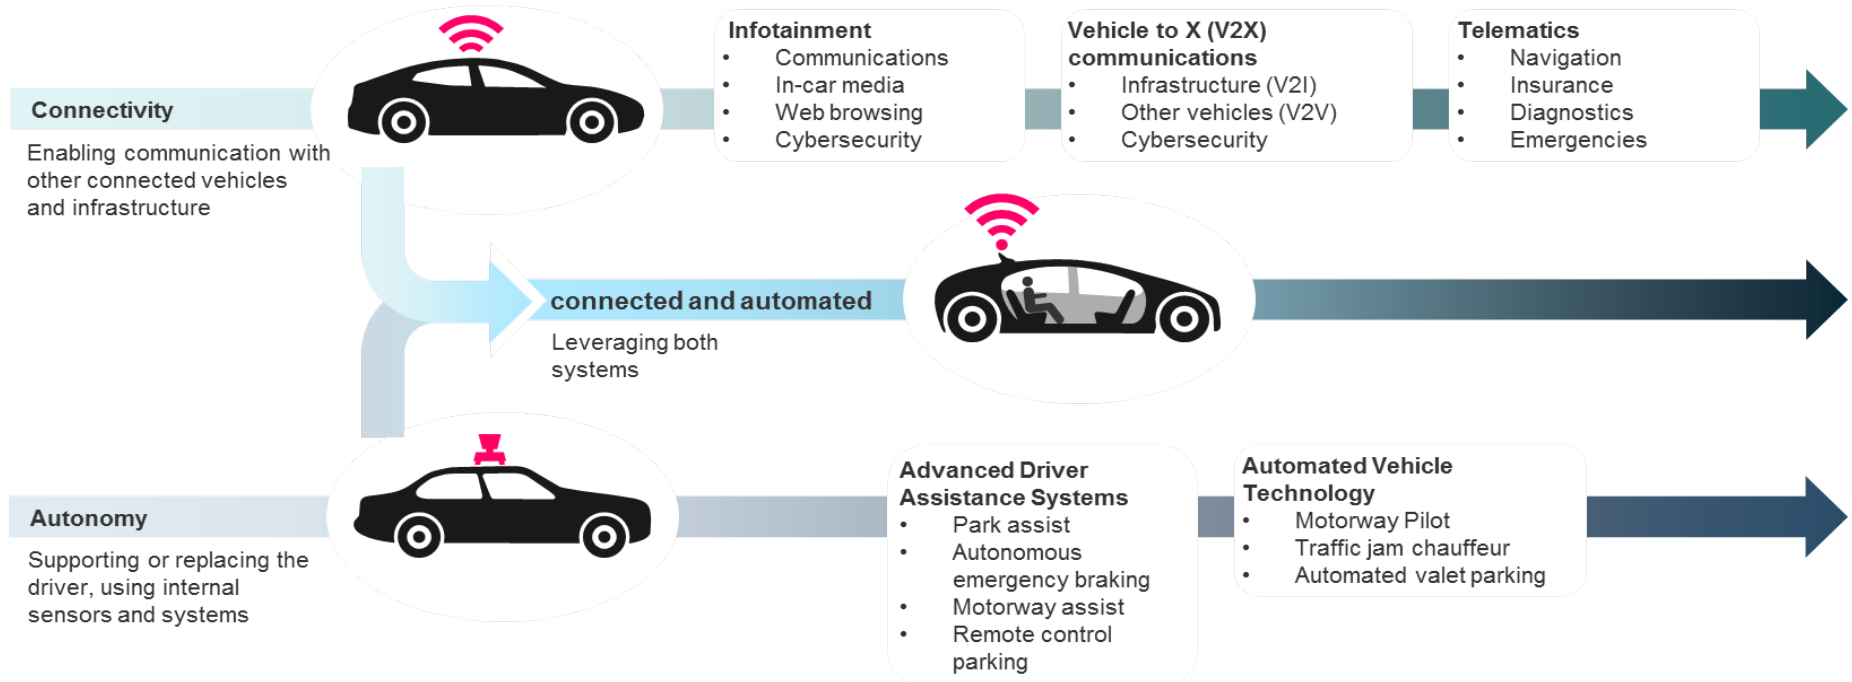 Connectivity
Enabling communication with
other connected vehicles
and infrastructure
Infotainment
• Communications
• In-car media
• Web browsing
• Cybersecurity
Vehicle to X (V2X)
communications
• Infrastructure (V2I)
• Other vehicles (V2V)
• Cybersecurity
Telematics
• Navigation
• Insurance
• Diagnostics
• Emergencies
connected and automated
Leveraging both
systems
Autonomy
Supporting or replacing the
driver, using internal
sensors and systems
Advanced Driver
Assistance Systems
• Park assist
• Autonomous
emergency braking
• Motorway assist
• Remote control
parking
Automated Vehicle
Technology
• Motorway Pilot
• Traffic jam chauffeur
• Automated valet parking